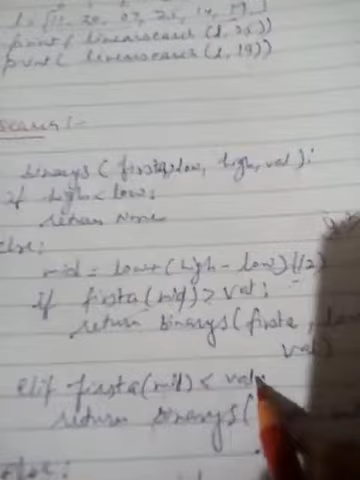 print( linearsearch(l, 25))
print( linearsearch(l, 19))
search :-
binarys( firsta, low, high, val):
if high < low:
return None
else:
mid = low + (high - low)//2
if firsta(mid) > val:
return binarys(firsta,
val)
elif firsta(mid) < val:
return binarys(
else: